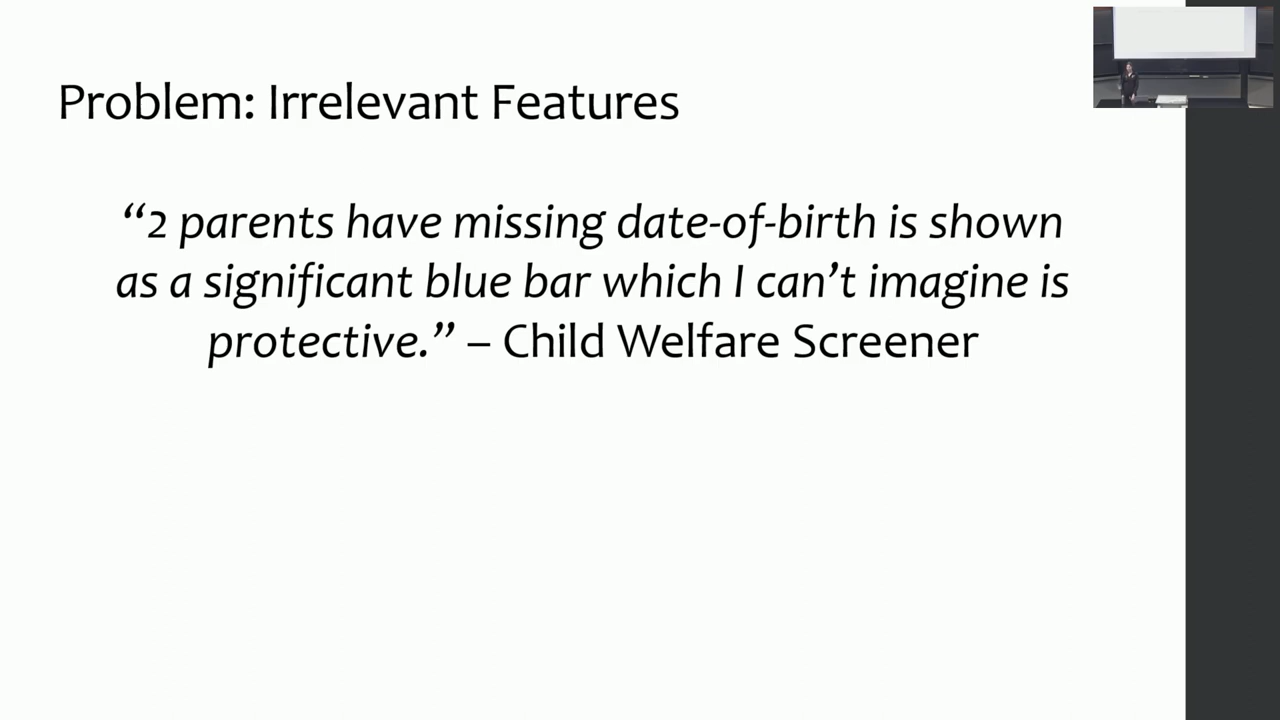 Problem: Irrelevant Features
“2 parents have missing date-of-birth is shown
as a significant blue bar which I can’t imagine is
protective.” – Child Welfare Screener